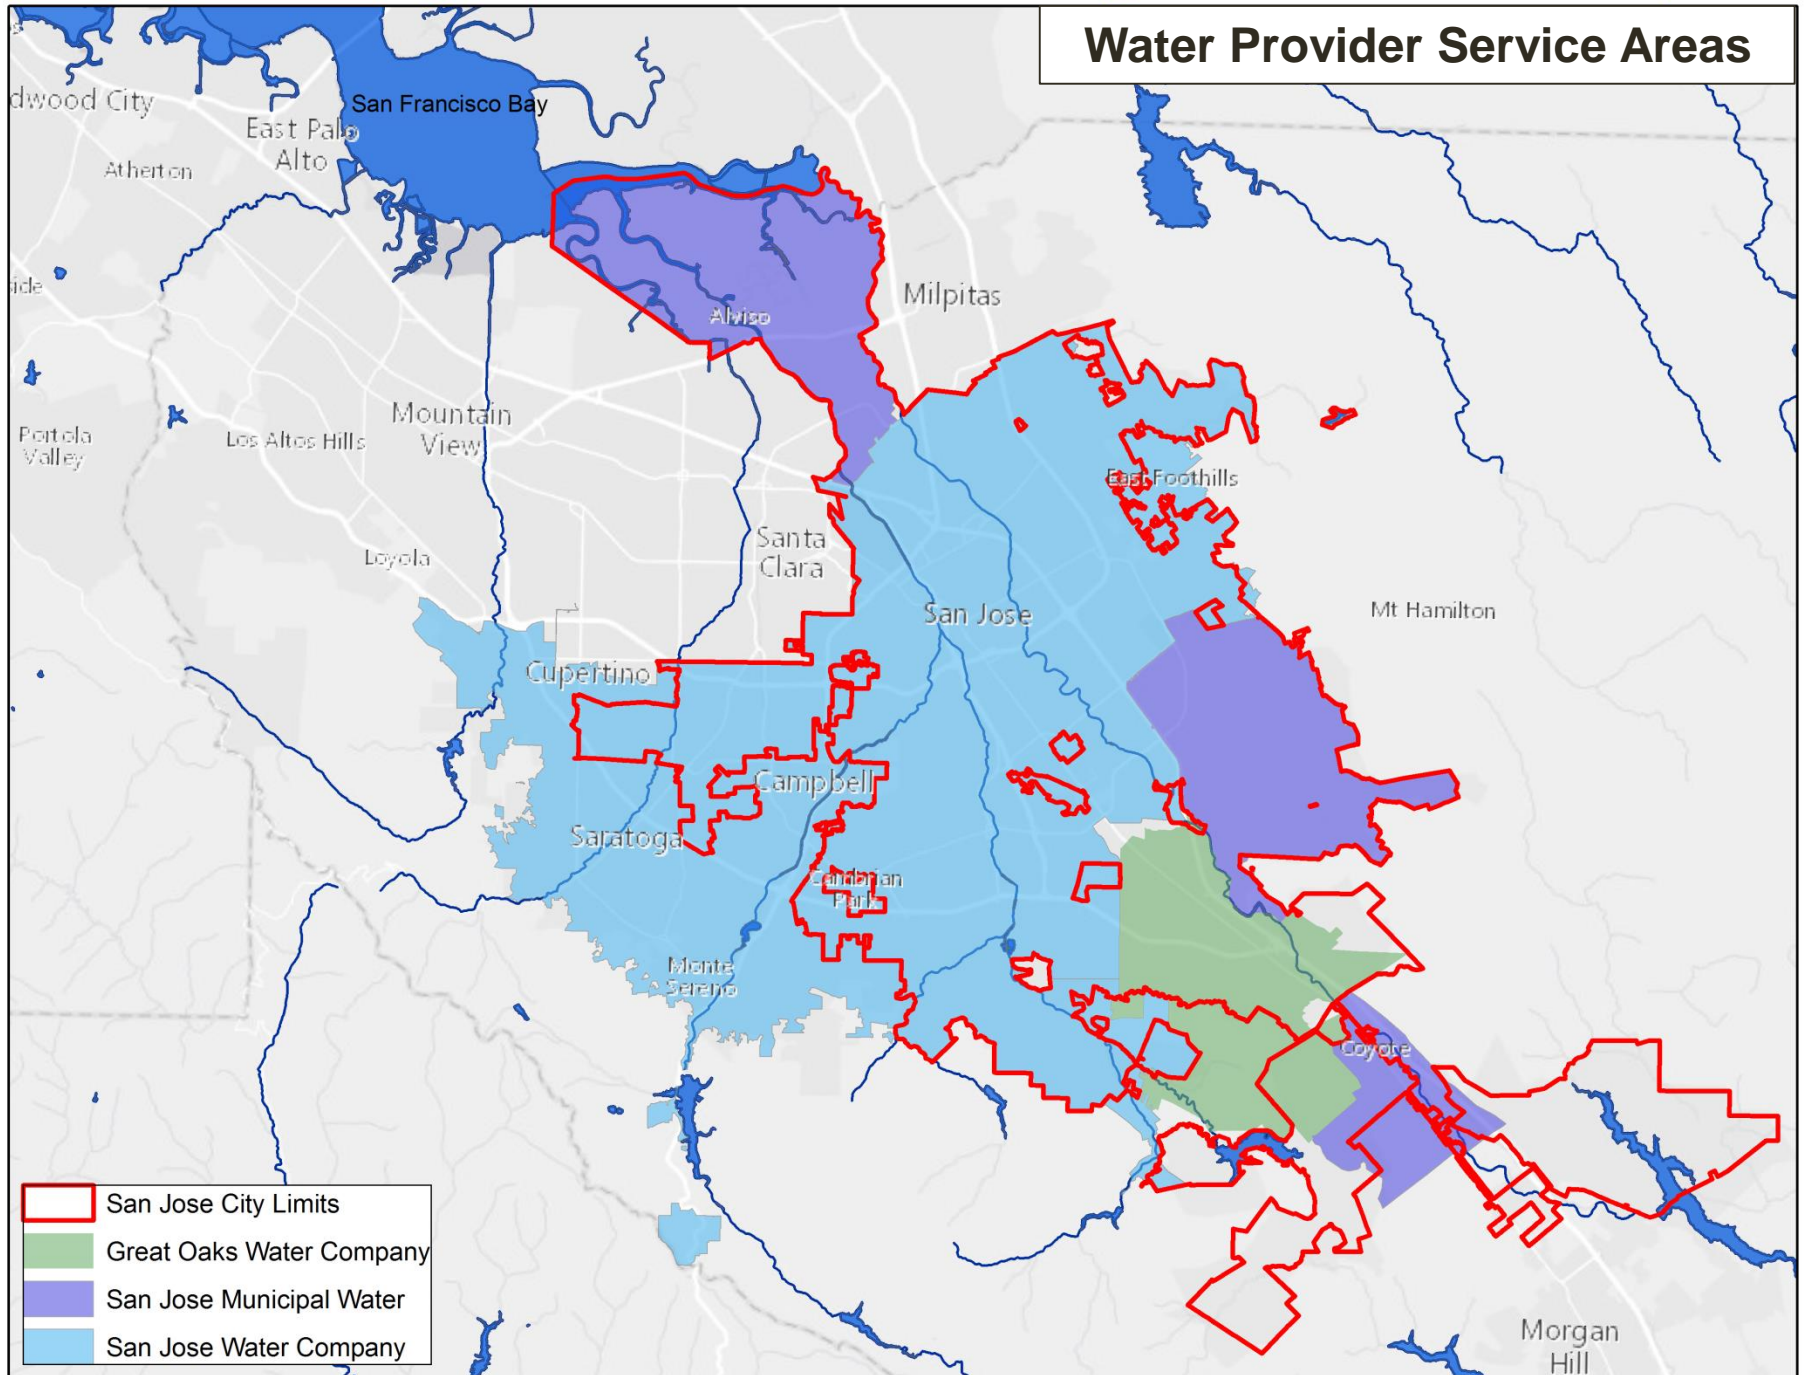 Water Provider Service Areas
San Francisco Bay
dwood City
East Palo
Alto
Atherton
side
Milpitas
Alviso
Mountain
View
Los Altos Hills
Portola
Valley
East Foothills
Santa
Clara
Loyola
San Jose
Mt Hamilton
Cupertino
Campbell
Saratoga
Cambrian
Park
Monte
Sereno
Coyote
San Jose City Limits
Great Oaks Water Company
San Jose Municipal Water
San Jose Water Company
Morgan
Hill